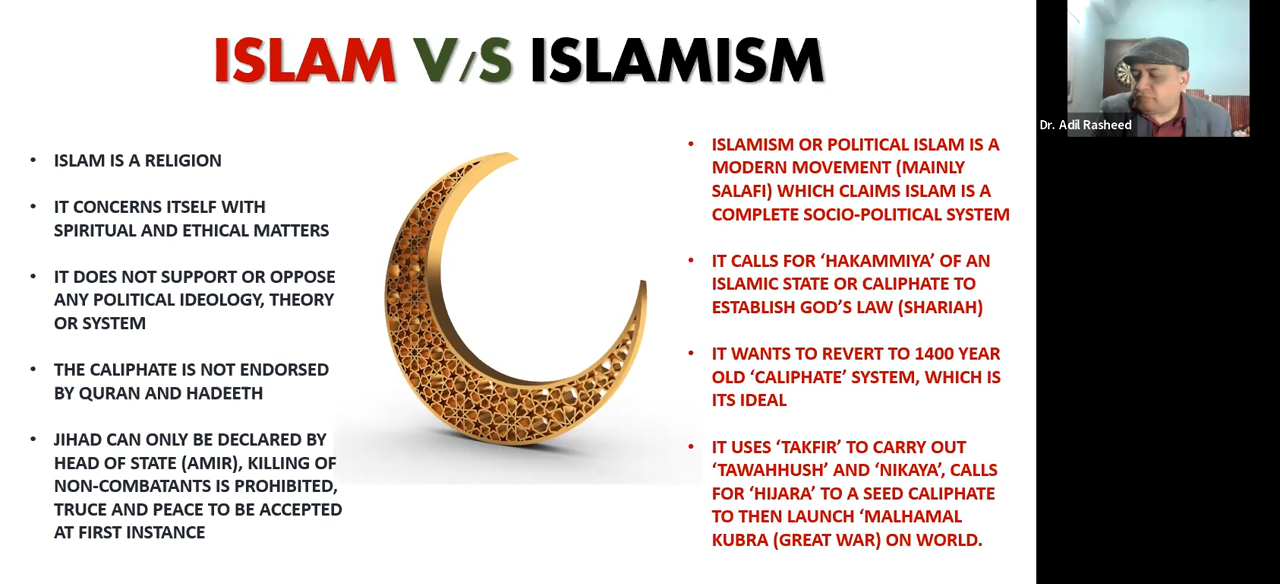 ISLAM V/S ISLAMISM
• ISLAM IS A RELIGION
• IT CONCERNS ITSELF WITH
SPIRITUAL AND ETHICAL MATTERS
• IT DOES NOT SUPPORT OR OPPOSE
ANY POLITICAL IDEOLOGY, THEORY
OR SYSTEM
• THE CALIPHATE IS NOT ENDORSED
BY QURAN AND HADEETH
• JIHAD CAN ONLY BE DECLARED BY
HEAD OF STATE (AMIR), KILLING OF
NON-COMBATANTS IS PROHIBITED,
TRUCE AND PEACE TO BE ACCEPTED
AT FIRST INSTANCE
• ISLAMISM OR POLITICAL ISLAM IS A
MODERN MOVEMENT (MAINLY
SALAFI) WHICH CLAIMS ISLAM IS A
COMPLETE SOCIO-POLITICAL SYSTEM
• IT CALLS FOR ‘HAKAMMIYA’ OF AN
ISLAMIC STATE OR CALIPHATE TO
ESTABLISH GOD’S LAW (SHARIAH)
• IT WANTS TO REVERT TO 1400 YEAR
OLD ‘CALIPHATE’ SYSTEM, WHICH IS
ITS IDEAL
• IT USES ‘TAKFIR’ TO CARRY OUT
‘TAWAHHUSH’ AND ‘NIKAYA’, CALLS
FOR ‘HIJARA’ TO A SEED CALIPHATE
TO THEN LAUNCH ‘MALHAMAL
KUBRA (GREAT WAR) ON WORLD.
Dr. Adil Rasheed